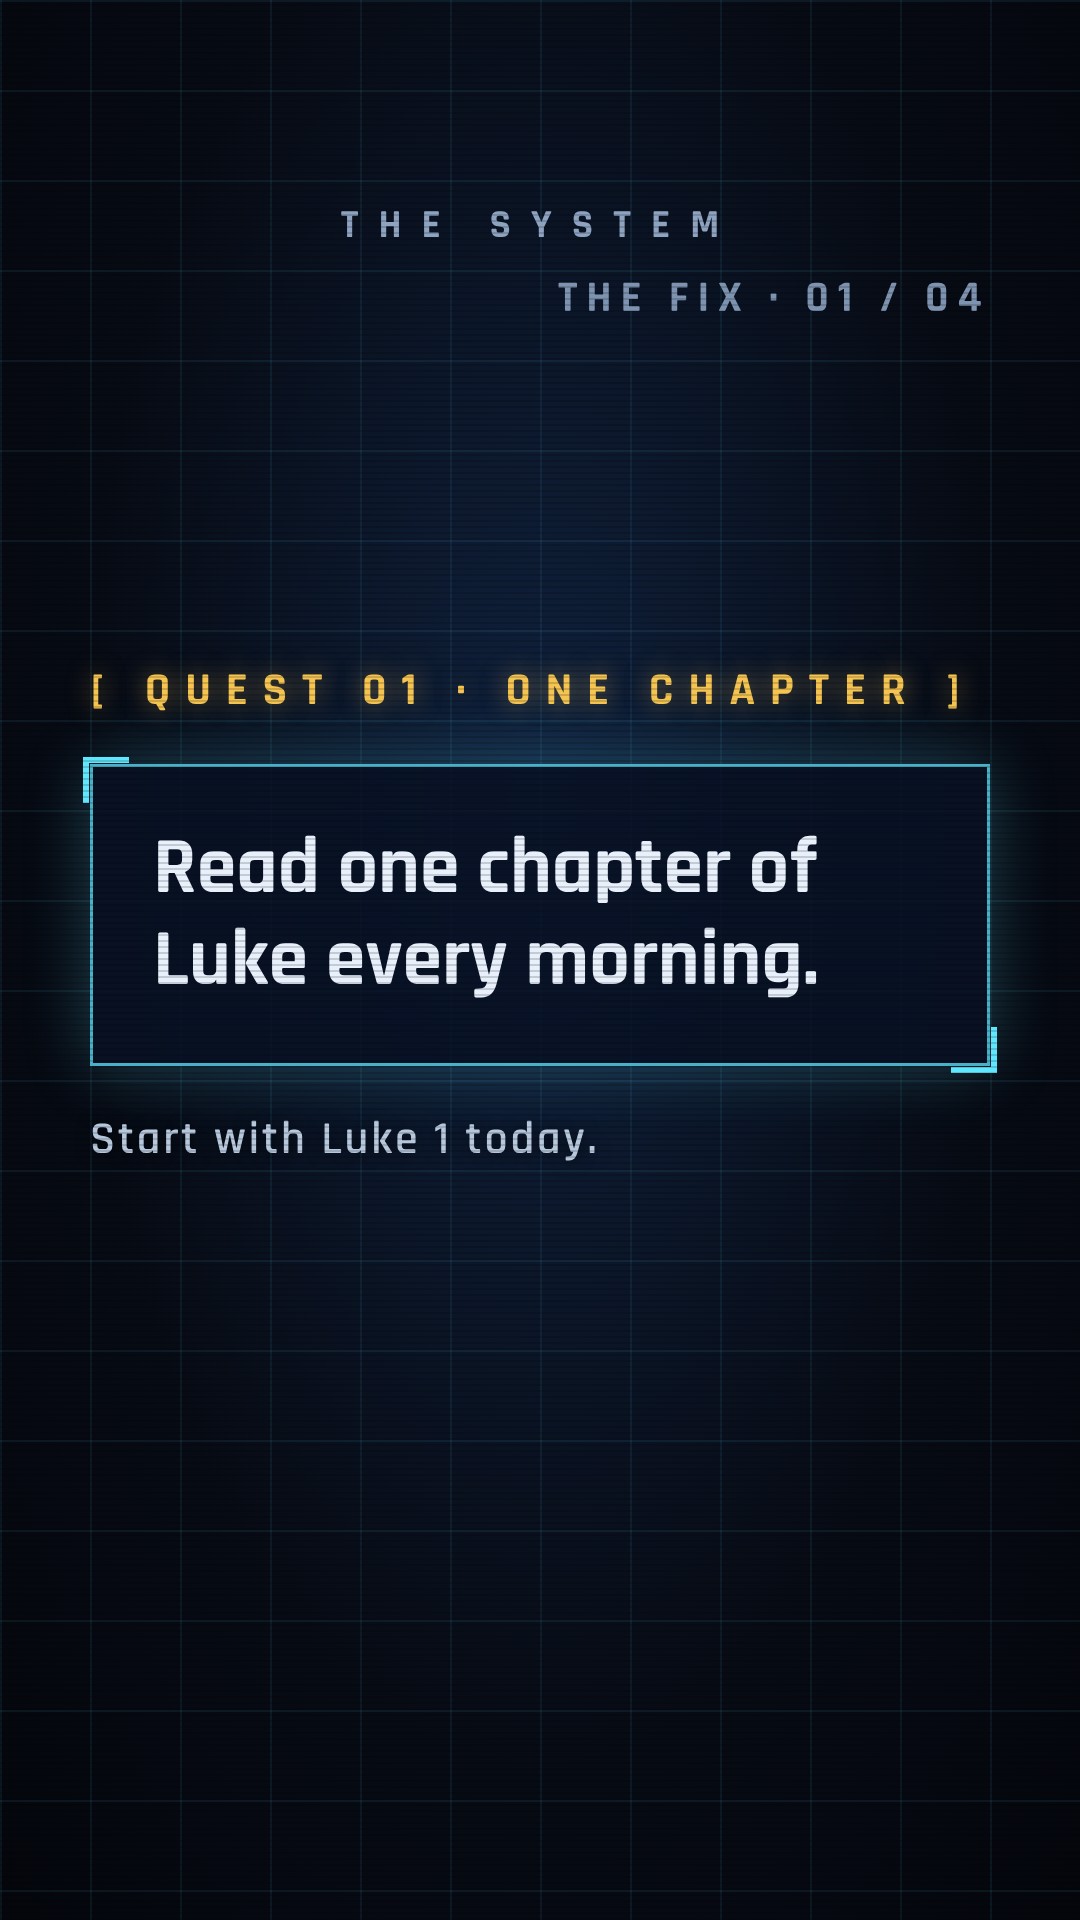 THE SYSTEM
THE FIX · 01 / 04
[ QUEST 01 · ONE CHAPTER ]
Read one chapter of
Luke every morning.
Start with Luke 1 today.